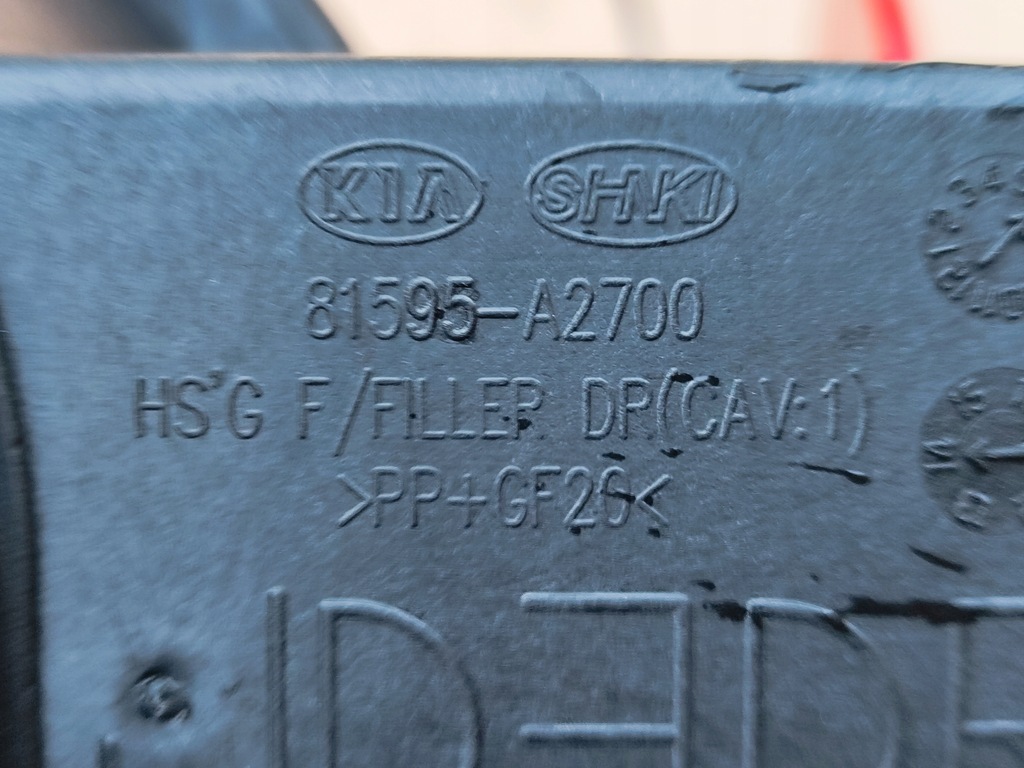 KIA SHKI
81595-A2700
HS'G F/FILLER DR(CAV:1)
>PP+GF20<